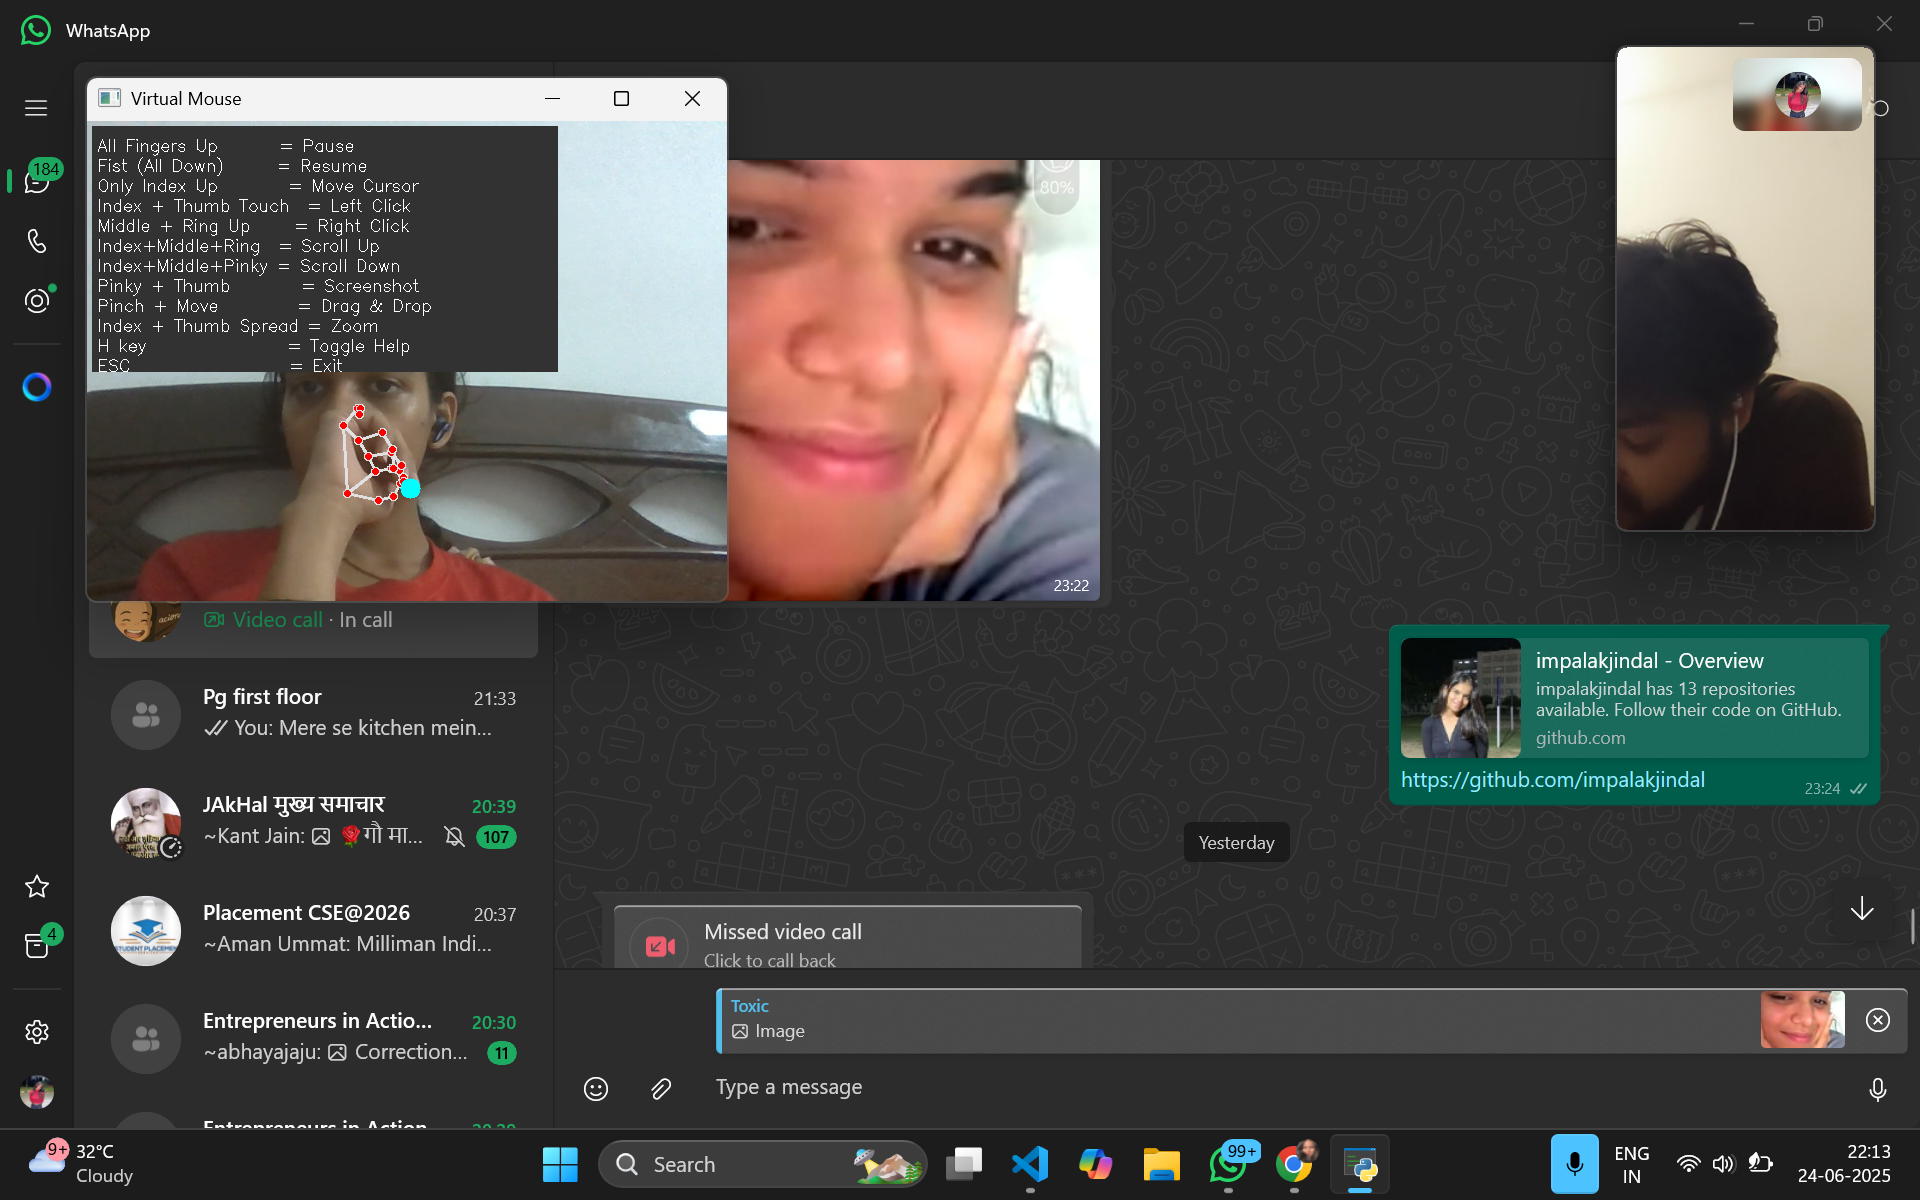 WhatsApp
184
Virtual Mouse
All Fingers Up = Pause
Fist (All Down) = Resume
Only Index Up = Move Cursor
Index + Thumb Touch = Left Click
Middle + Ring Up = Right Click
Index+Middle+Ring = Scroll Up
Index+Middle+Pinky = Scroll Down
Pinky + Thumb = Screenshot
Pinch + Move = Drag & Drop
Index + Thumb Spread = Zoom
H key = Toggle Help
ESC = Exit
80%
23:22
Video call · In call
Pg first floor 21:33
You: Mere se kitchen mein...
JAkHal मुख्य समाचार 20:39
~Kant Jain: 🌹गौ मा... 107
Placement CSE@2026 20:37
~Aman Ummat: Milliman Indi...
4
Entrepreneurs in Actio... 20:30
~abhayajaju: Correction... 11
impalakjindal - Overview
impalakjindal has 13 repositories
available. Follow their code on GitHub.
github.com
https://github.com/impalakjindal
23:24
Yesterday
Missed video call
Click to call back
Toxic
Image
Type a message
9+
32°C
Cloudy
Search
99+
ENG
IN
22:13
24-06-2025